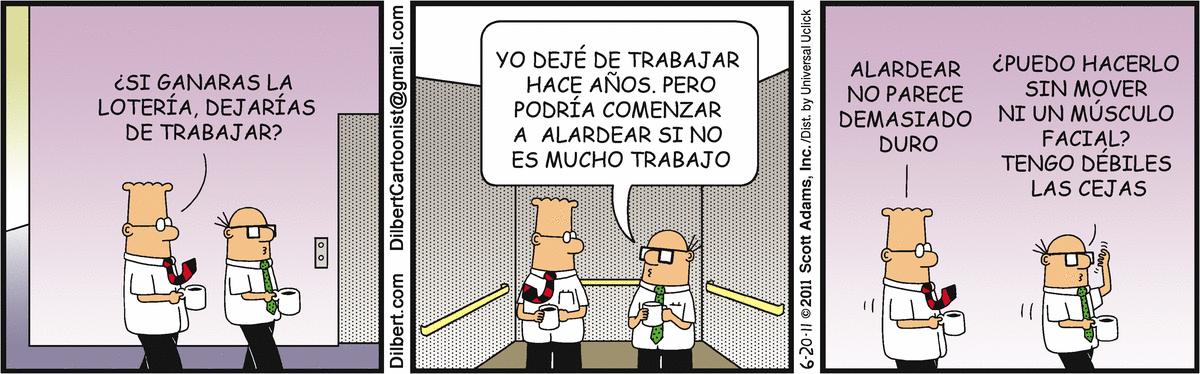 ¿SI GANARAS LA
LOTERÍA, DEJARÍAS
DE TRABAJAR?
DilbertCartoonist@gmail.com
Dilbert.com
YO DEJÉ DE TRABAJAR
HACE AÑOS. PERO
PODRÍA COMENZAR
A ALARDEAR SI NO
ES MUCHO TRABAJO
6-20-11 ©2011 Scott Adams, Inc./Dist. by Universal Uclick
ALARDEAR
NO PARECE
DEMASIADO
DURO
¿PUEDO HACERLO
SIN MOVER
NI UN MÚSCULO
FACIAL?
TENGO DÉBILES
LAS CEJAS